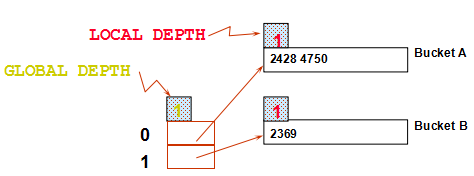 LOCAL DEPTH
1
2428 4750
Bucket A
GLOBAL DEPTH
1
1
Bucket B
0
2369
1